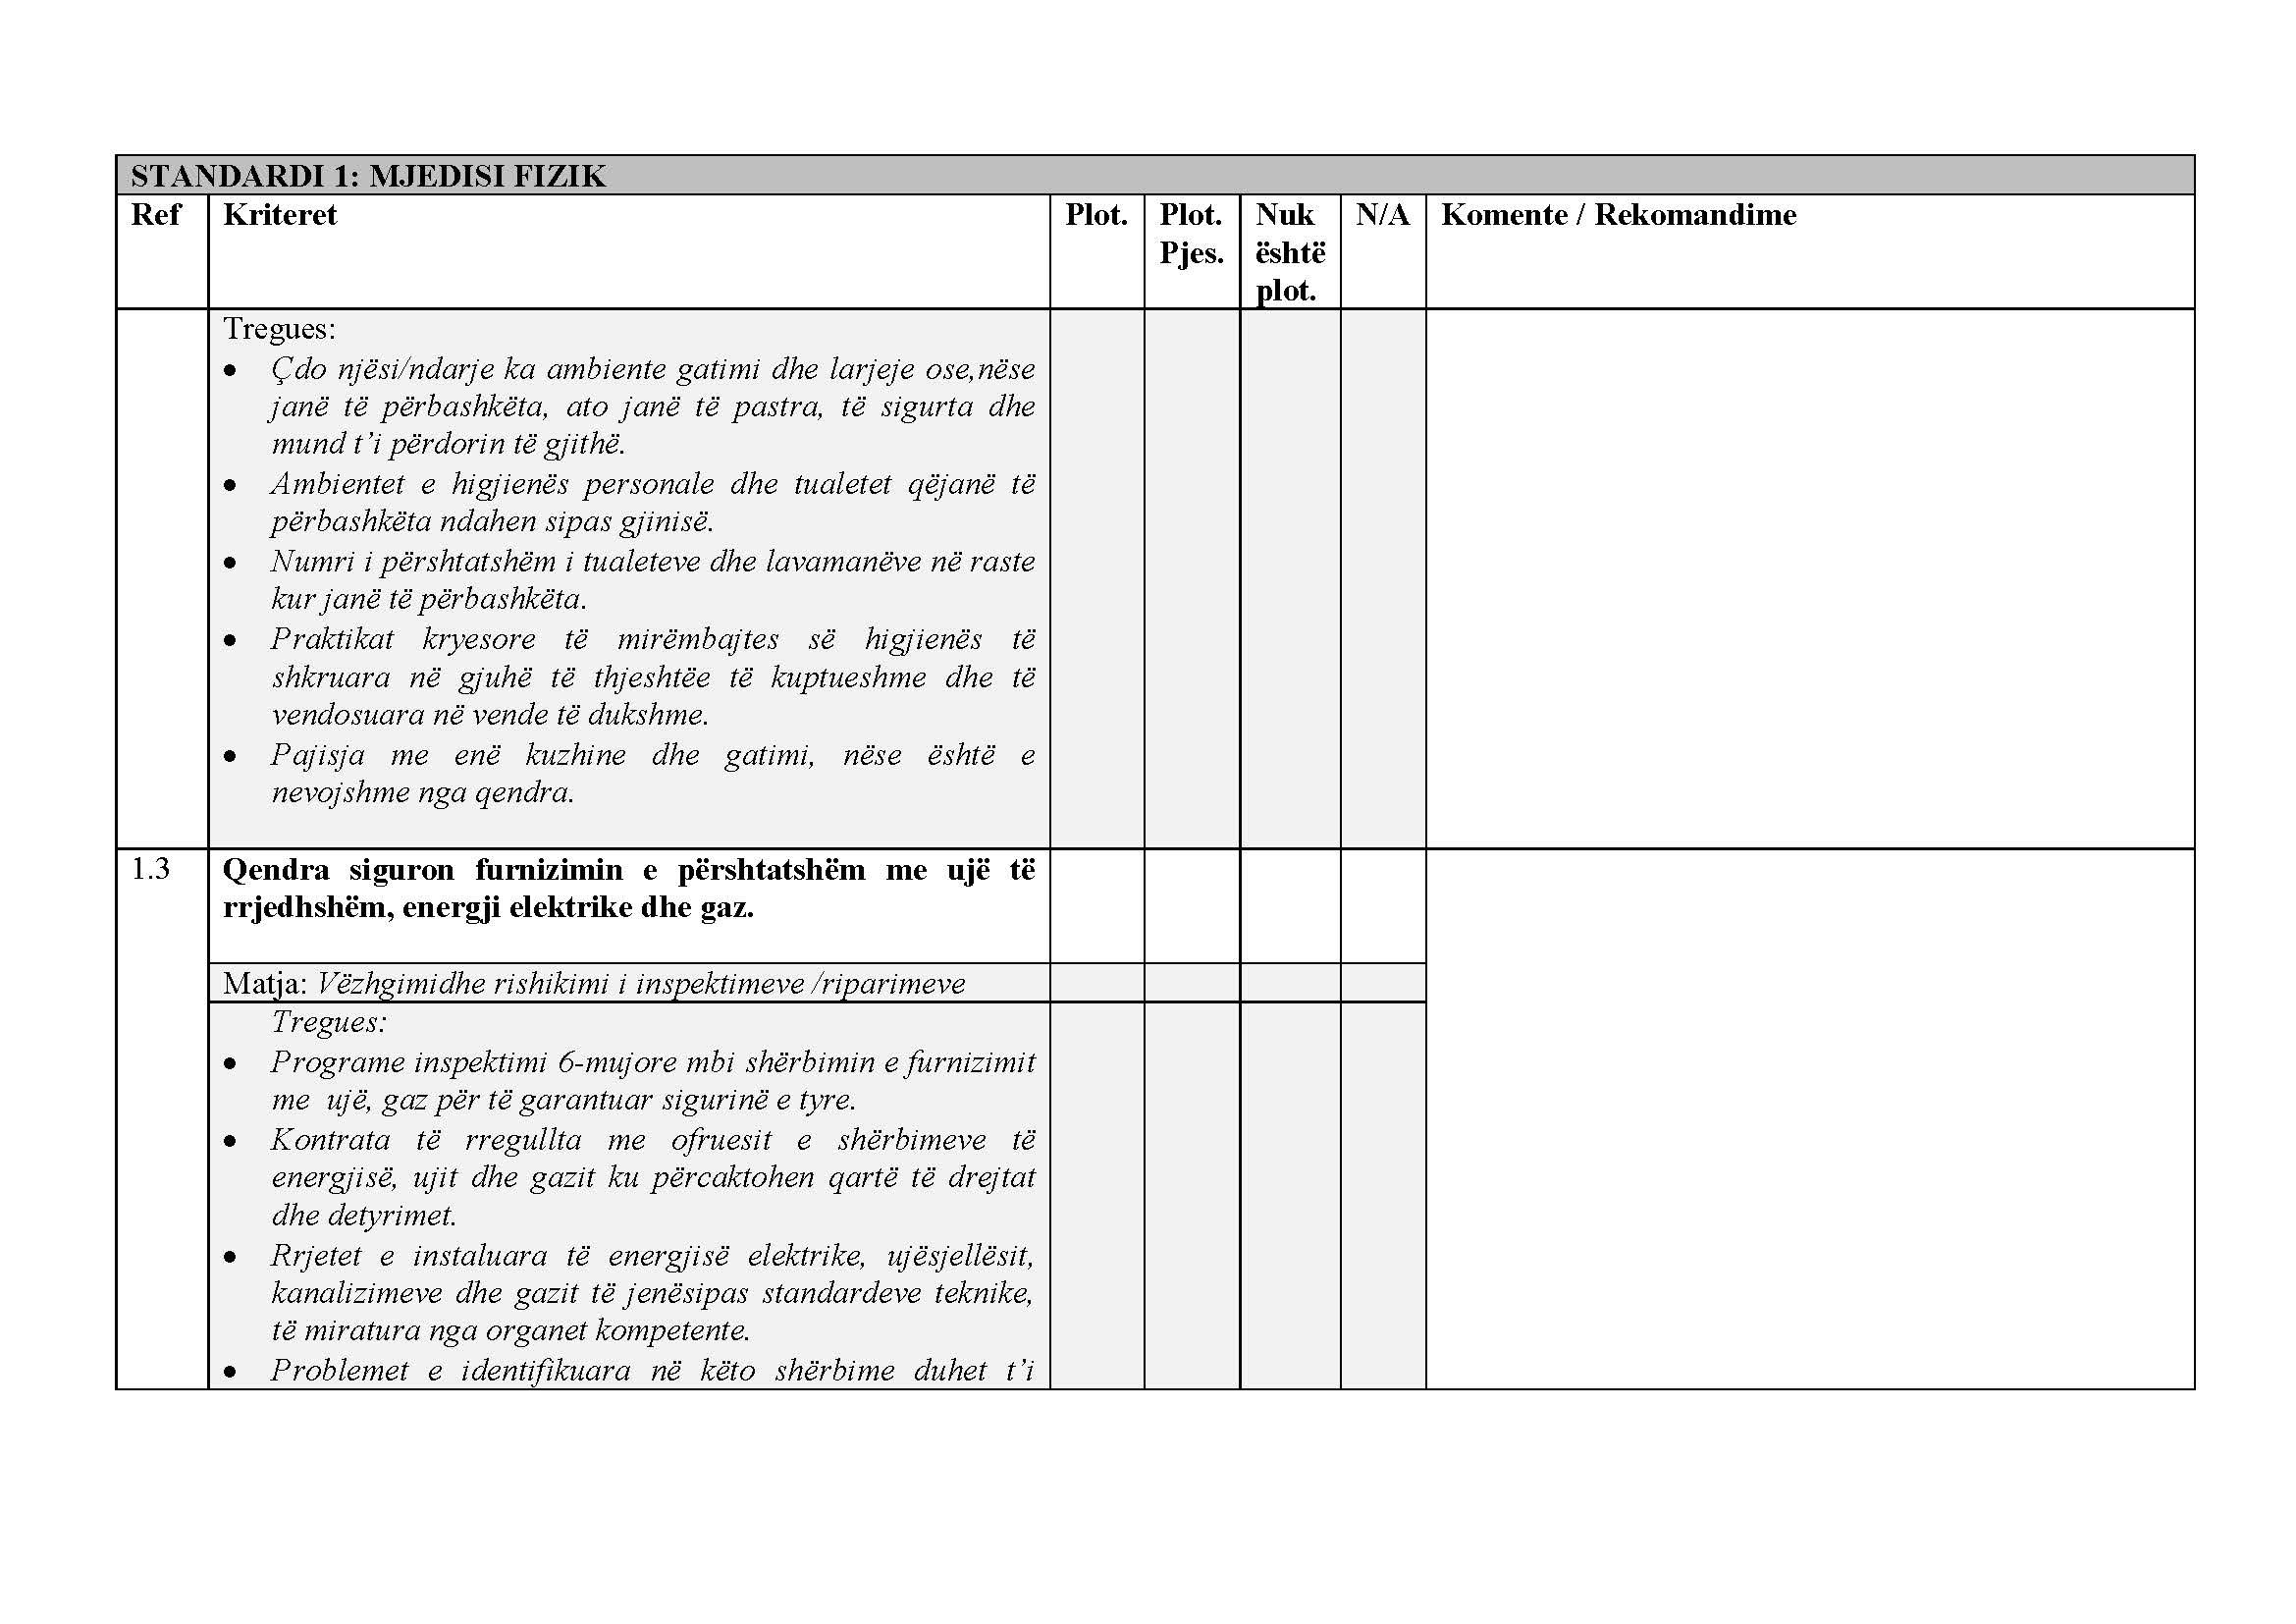 STANDARDI 1: MJEDISI FIZIK
Ref Kriteret Plot. Plot. Pjes. Nuk është plot. N/A Komente / Rekomandime
Tregues:
• Çdo njësi/ndarje ka ambiente gatimi dhe larjeje ose,nëse
janë të përbashkëta, ato janë të pastra, të sigurta dhe
mund t’i përdorin të gjithë.
• Ambientet e higjienës personale dhe tualetet qëjanë të
përbashkëta ndahen sipas gjinisë.
• Numri i përshtatshëm i tualeteve dhe lavamanëve në raste
kur janë të përbashkëta.
• Praktikat kryesore të mirëmbajtes së higjienës të
shkruara në gjuhë të thjeshtëe të kuptueshme dhe të
vendosuara në vende të dukshme.
• Pajisja me enë kuzhine dhe gatimi, nëse është e
nevojshme nga qendra.
1.3 Qendra siguron furnizimin e përshtatshëm me ujë të
rrjedhshëm, energji elektrike dhe gaz.
Matja: Vëzhgimidhe rishikimi i inspektimeve /riparimeve
Tregues:
• Programe inspektimi 6-mujore mbi shërbimin e furnizimit
me ujë, gaz për të garantuar sigurinë e tyre.
• Kontrata të rregullta me ofruesit e shërbimeve të
energjisë, ujit dhe gazit ku përcaktohen qartë të drejtat
dhe detyrimet.
• Rrjetet e instaluara të energjisë elektrike, ujësjellësit,
kanalizimeve dhe gazit të jenësipas standardeve teknike,
të miratura nga organet kompetente.
• Problemet e identifikuara në këto shërbime duhet t’i